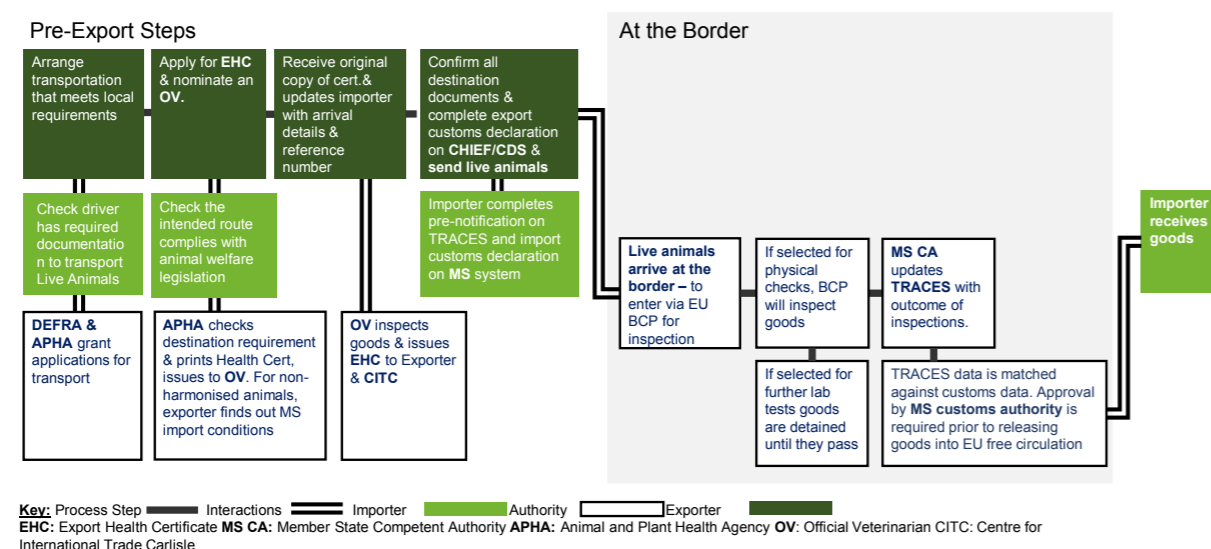 Pre-Export Steps
At the Border
Arrange
transportation
that meets local
requirements
Apply for EHC
& nominate an
OV.
Receive original
copy of cert.&
updates importer
with arrival
details &
reference
number
Confirm all
destination
documents &
complete export
customs declaration
on CHIEF/CDS &
send live animals
Check driver
has required
documentatio
n to transport
Live Animals
Check the
intended route
complies with
animal welfare
legislation
Importer completes
pre-notification on
TRACES and import
customs declaration
on MS system
Importer
receives
goods
DEFRA &
APHA grant
applications for
transport
APHA checks
destination requirement
& prints Health Cert,
issues to OV. For non-
harmonised animals,
exporter finds out MS
import conditions
OV inspects
goods & issues
EHC to Exporter
& CITC
Live animals
arrive at the
border – to
enter via EU
BCP for
inspection
If selected for
physical
checks, BCP
will inspect
goods
MS CA
updates
TRACES with
outcome of
inspections.
If selected for
further lab
tests goods
are detained
until they pass
TRACES data is matched
against customs data. Approval
by MS customs authority is
required prior to releasing
goods into EU free circulation
Key: Process Step Interactions Importer Authority Exporter
EHC: Export Health Certificate MS CA: Member State Competent Authority APHA: Animal and Plant Health Agency OV: Official Veterinarian CITC: Centre for
International Trade Carlisle